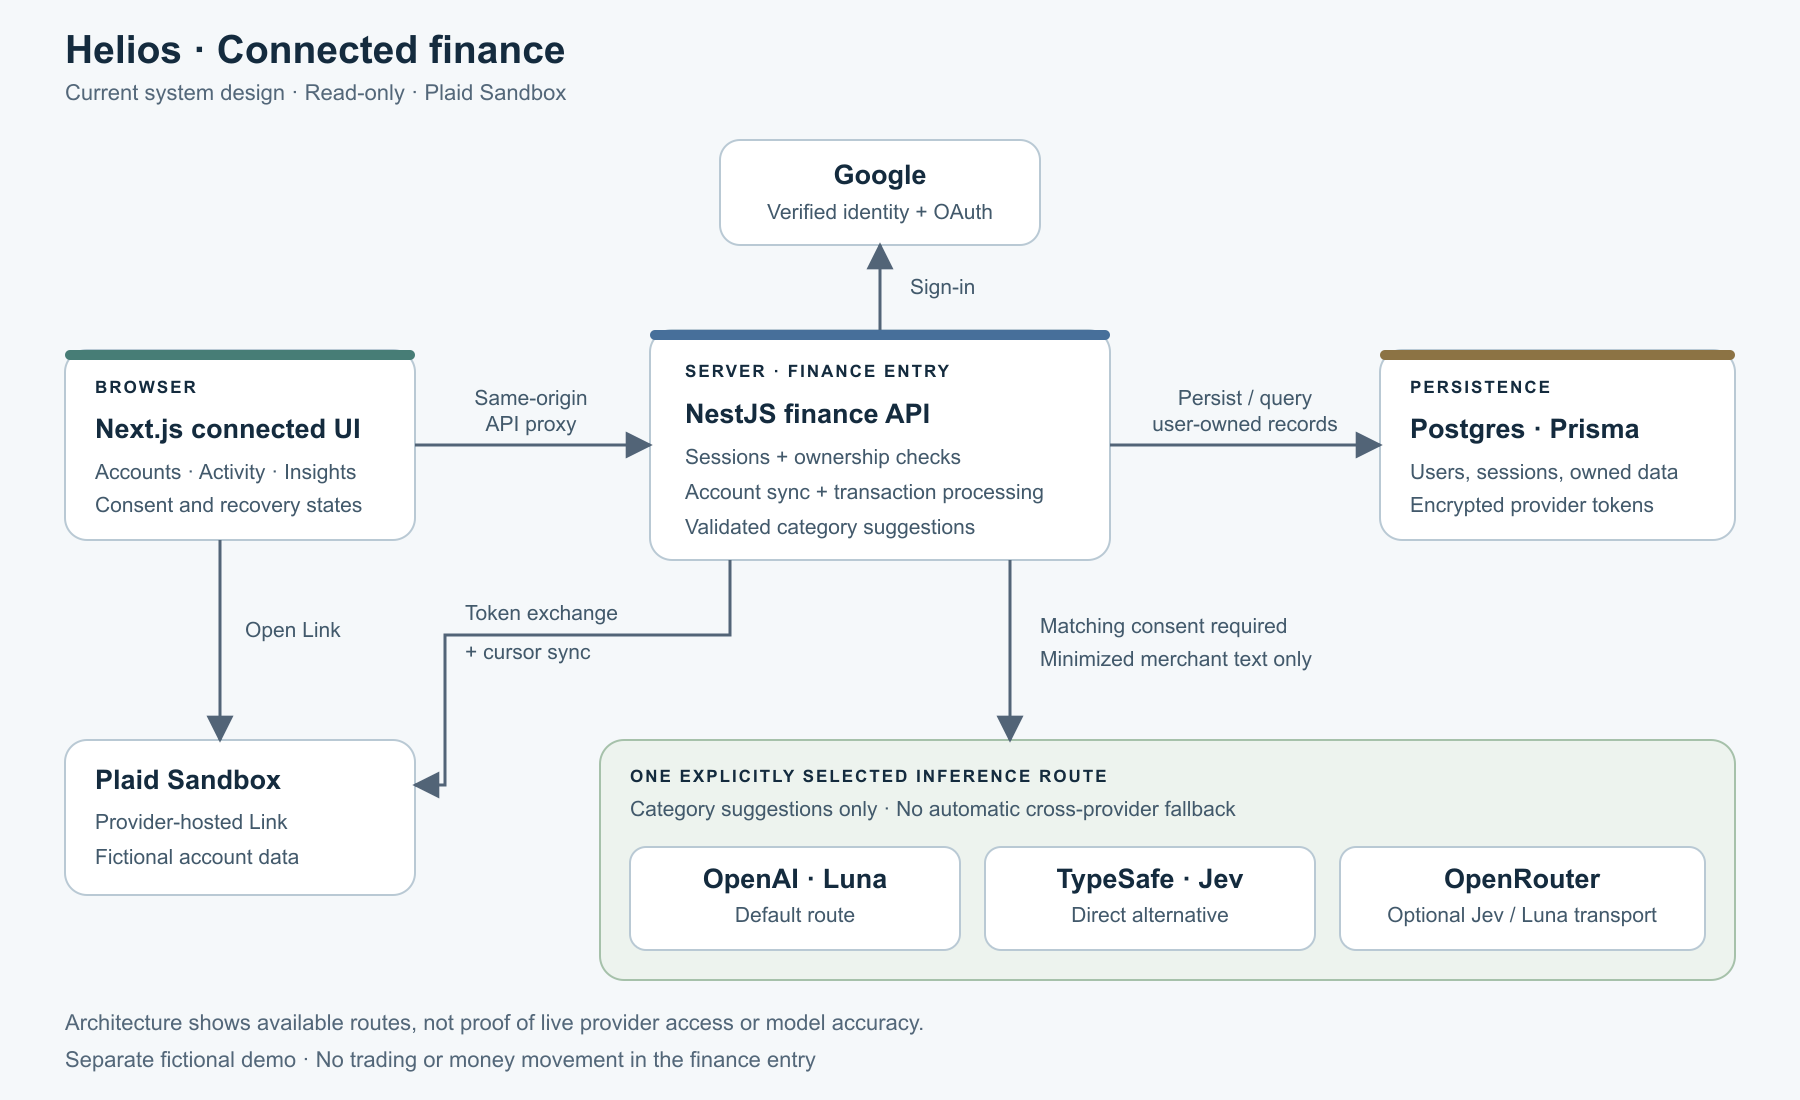 Helios · Connected finance
Current system design · Read-only · Plaid Sandbox
Google
Verified identity + OAuth
Sign-in
BROWSER
Next.js connected UI
Accounts · Activity · Insights
Consent and recovery states
Same-origin
API proxy
SERVER · FINANCE ENTRY
NestJS finance API
Sessions + ownership checks
Account sync + transaction processing
Validated category suggestions
Persist / query
user-owned records
PERSISTENCE
Postgres · Prisma
Users, sessions, owned data
Encrypted provider tokens
Open Link
Token exchange
+ cursor sync
Matching consent required
Minimized merchant text only
Plaid Sandbox
Provider-hosted Link
Fictional account data
ONE EXPLICITLY SELECTED INFERENCE ROUTE
Category suggestions only · No automatic cross-provider fallback
OpenAI · Luna
Default route
TypeSafe · Jev
Direct alternative
OpenRouter
Optional Jev / Luna transport
Architecture shows available routes, not proof of live provider access or model accuracy.
Separate fictional demo · No trading or money movement in the finance entry